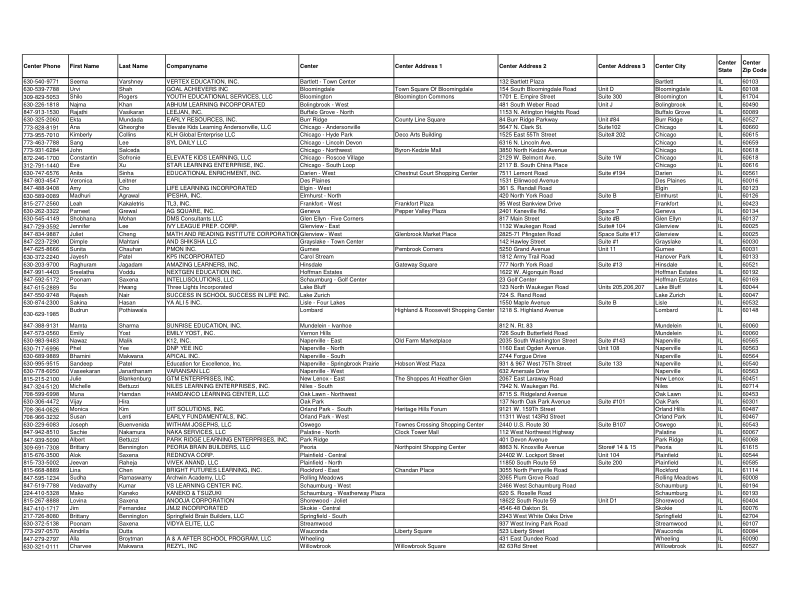 Center Phone First Name Last Name Companyname Center Center Address 1 Center Address 2 Center Address 3 Center City Center State Center Zip Code
630-540-9771 Seema Varshney VERTEX EDUCATION, INC. Bartlett - Town Center 132 Bartlett Plaza Bartlett IL 60103
630-539-7788 Urvi Shah GOAL ACHIEVERS INC Bloomingdale Town Square Of Bloomingdale 154 South Bloomingdale Road Unit D Bloomingdale IL 60108
309-829-5053 Shilu Rogers YOUTH EDUCATIONAL SERVICES, LLC Bloomington Bloomington Commons 1701 E. Empire Street Suite 300 Bloomington IL 61704
630-226-1818 Najma Khan ABHUM LEARNING INCORPORATED Bolingbrook - West 481 South Weber Road Unit J Bolingbrook IL 60490
847-913-1530 Rajathi Vasikaran LEEJAN, INC. Buffalo Grove - North 1153 N. Arlington Heights Road Buffalo Grove IL 60089
630-325-2060 Ekta Mundada EARLY RESOURCES, INC. Burr Ridge County Line Square 84 Burr Ridge Parkway Unit #84 Burr Ridge IL 60527
773-828-8191 Ana Gheorghe Elevate Kids Learning Andersonville, LLC Chicago - Andersonville 5647 N. Clark St. Suite102 Chicago IL 60660
773-955-7010 Kimberly Collins KLH Global Enterprise LLC Chicago - Hyde Park Deco Arts Building 1525 East 55Th Street Suite #202 Chicago IL 60615
773-463-7788 Sang Lee SYL DAILY LLC Chicago - Lincoln Devon 6316 N. Lincoln Ave. Chicago IL 60659
773-931-6284 John Salceda Chicago - Northwest Byron-Kedzie Mall 3850 North Kedzie Avenue Chicago IL 60618
872-246-1700 Constantin Sofronie ELEVATE KIDS LEARNING, LLC Chicago - Roscoe Village 2129 W. Belmont Ave. Suite 1W Chicago IL 60618
312-791-1440 Eva Xie STAR LEARNING ENTERPRISE, INC. Chicago - South Loop 2117 B. South China Place Chicago IL 60616
630-747-6576 Anita Sinha EDUCATIONAL ENRICHMENT, INC. Darien - West Chestnut Court Shopping Center 7511 Lemont Road Suite #194 Darien IL 60561
847-803-4547 Veronica Leitner Des Plaines 1531 Ellinwood Avenue Des Plaines IL 60016
847-488-9408 Amy Cho LIFE LEARNING INCORPORATED Elgin - West 361 S. Randall Road Elgin IL 60123
630-589-0089 Madhuri Agrawal IPESHA, INC. Elmhurst - North 420 North York Street Suite B Elmhurst IL 60126
815-277-2560 Leah Kakaletris TL3, INC. Frankfort - West Frankfort Plaza 95 West Bankview Drive Frankfort IL 60423
630-262-3322 Pameet Grewal AG SQUARE, INC. Geneva Pepper Valley Plaza 2401 Kaneville Rd. Space 7 Geneva IL 60134
630-545-4149 Shobhana Mohan DMS Consultants LLC Glen Ellyn - Five Corners 817 Main Street Suite #B Glen Ellyn IL 60137
847-729-3592 Jennifer Lee IVY LEAGUE PREP. CORP. Glenview - East 1132 Waukegan Road Suite# 104 Glenview IL 60025
847-834-4887 Juliet Cheng MATH AND READING INSTITUTE CORPORATION Glenview - West Glenbrook Market Place 2825-71 Pfingsten Road Space Suite #17 Glenview IL 60025
847-223-7290 Dimple Mahtani AND SHIKSHA LLC Grayslake - Town Center 142 Hawley Street Suite #1 Grayslake IL 60030
847-625-8666 Sunita Chauhan PMON INC. Gurnee Pembrook Corners 5250 Grand Avenue Unit 11 Gurnee IL 60031
630-372-2240 Jayesh Patel KP5 INCORPORATED Carol Stream 1812 Army Trail Road Hanover Park IL 60133
630-203-9700 Raghuram Jagadam AMAZING LEARNERS, INC. Hinsdale Gateway Square 777 North York Road Suite #13 Hinsdale IL 60521
847-991-4403 Sreelatha Voddu NEXTGEN EDUCATION INC. Hoffman Estates 1622 W. Algonquin Road Hoffman Estates IL 60192
847-592-5172 Poonam Saxena INTELLISOLUTIONS, LLC Schaumburg - Golf Center 23 Golf Center Hoffman Estates IL 60169
847-615-2889 Su Hwang Three Lights Incorporated Lake Bluff 123 North Waukegan Road Units 205,206,207 Lake Bluff IL 60044
847-550-9748 Rajesh Nair SUCCESS IN SCHOOL SUCCESS IN LIFE INC. Lake Zurich 724 S. Rand Road Lake Zurich IL 60047
630-874-2300 Sakina Hasan YA ALI 5 INC. Lisle - Four Lakes 1550 Maple Avenue Suite B Lisle IL 60532
630-629-1985 Budrun Pothiawala Lombard Highland & Roosevelt Shopping Center 1218 S. Highland Avenue Lombard IL 60148
847-388-9131 Mamta Sharma SUNRISE EDUCATION, INC. Mundelein - Ivanhoe 812 N. Rt. 83 Mundelein IL 60060
847-573-0560 Emily Yost EMILY YOST, INC. Vernon Hills 726 South Butterfield Road Mundelein IL 60060
630-983-9483 Nawaz Malik K12, INC. Naperville - East Old Farm Marketplace 2035 South Washington Street Suite #143 Naperville IL 60565
630-717-6996 Phel Yee DNP YEE INC Naperville - North 1160 East Ogden Avenue. Unit 108 Naperville IL 60563
630-689-9889 Bhamini Makwana APICAL INC. Naperville - South 2744 Forgue Drive Naperville IL 60564
630-995-9515 Sandeep Patel Education for Excellence, Inc. Naperville - Springbrook Prairie Hobson West Plaza 931 & 967 West 75Th Street Suite 133 Naperville IL 60540
630-778-6050 Vaseekaran Janarthanam VARANSAN LLC Naperville - West 632 Amersale Drive Naperville IL 60563
815-215-2100 Julie Blankenburg GTM ENTERPRISES, INC. New Lenox - East The Shoppes At Heather Glen 2067 East Laraway Road New Lenox IL 60451
847-324-5120 Michelle Bettuzzi NILES LEARNING ENTERPRISES, INC. Niles - South 7942 N. Waukegan Rd. Niles IL 60714
708-599-6998 Muna Hamdan HAMDANCO LEARNING CENTER, INC. Oak Lawn - Northwest 8715 S. Ridgeland Avenue Oak Lawn IL 60453
630-306-4472 Vijay Hira Oak Park 137 North Oak Park Avenue Suite #101 Oak Park IL 60301
708-364-0626 Monica Kim UIT SOLUTIONS, INC. Orland Park - South Heritage Hills Forum 9121 W. 159Th Street Orland Park IL 60487
708-966-3232 Susan Lenti EARLY FUNDAMENTALS, INC. Orland Park - West 11311 West 143Rd Street Orland Park IL 60467
630-229-6083 Joseph Buenvenida WITHAM JOSEPHS, LLC Oswego Townes Crossing Shopping Center 2440 U.S. Route 30 Suite B107 Oswego IL 60543
847-942-8510 Sachie Nakamura NAKA SERVICES, LLC Palatine - North Clock Tower Mall 112 West Northwest Highway Palatine IL 60067
847-939-5090 Albert Bettuzzi PARK RIDGE LEARNING ENTERPRISES, INC. Park Ridge 401 Devon Avenue Park Ridge IL 60068
309-691-7302 Brittany Bennington PEORIA BRAIN BUILDERS, LLC Peoria Northpoint Shopping Center 8863 N. Knoxville Avenue Store# 14 & 15 Peoria IL 61615
815-676-3500 Alok Saxena REDNOVA CORP. Plainfield - Central 24402 W. Lockport Street Unit 104 Plainfield IL 60544
815-733-5002 Jeevan Raheja VIVEK ANAND, LLC Plainfield - North 11850 South Route 59 Suite 200 Plainfield IL 60585
815-668-8889 Lina Chen BRIGHT FUTURES LEARNING, INC. Rockford - East Chandan Place 3055 North Perryville Road Rockford IL 61114
847-595-1234 Sudha Ramaswamy Archwin Academy, LLC Rolling Meadows 2065 Plum Grove Road Rolling Meadows IL 60008
847-519-7788 Vedavathy Kumar VS LEARNING CENTER INC. Schaumburg - West 2466 West Schaumburg Road Schaumburg IL 60194
224-410-5328 Mako Kaneko KANEKO & TSUZUKI Schaumburg - Weatherway Plaza 620 S. Roselle Road Schaumburg IL 60193
815-267-8888 Lovina Saxena ANOOJA CORPORATION Shorewood - Joliet 18622 South Route 59 Unit D1 Shorewood IL 60404
847-410-1717 Jim Fernandez JMJ2 INCORPORATED Skokie - Central 4546-48 Oakton St. Skokie IL 60076
217-726-8080 Brittany Bennington Springfield Brain Builders, LLC Springfield - South 2943 West White Oaks Drive Springfield IL 62704
630-372-5138 Poonam Saxena VIDYA ELITE, LLC Streamwood 937 West Irving Park Road Streamwood IL 60107
773-297-0570 Andrila Dutta Wauconda Liberty Square 523 Liberty Street Wauconda IL 60084
847-279-2797 Alla Broytman A & A AFTER SCHOOL PROGRAM, LLC Wheeling 431 East Dundee Road Wheeling IL 60090
630-321-0111 Charvee Makwana REZYL, INC Willowbrook Willowbrook Square 82 63Rd Street Willowbrook IL 60527